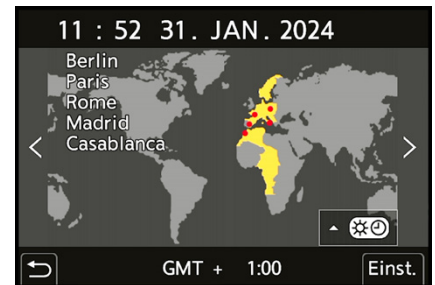 11 : 52 31. JAN. 2024
Berlin
Paris
Rome
Madrid
Casablanca
GMT + 1:00
Einst.